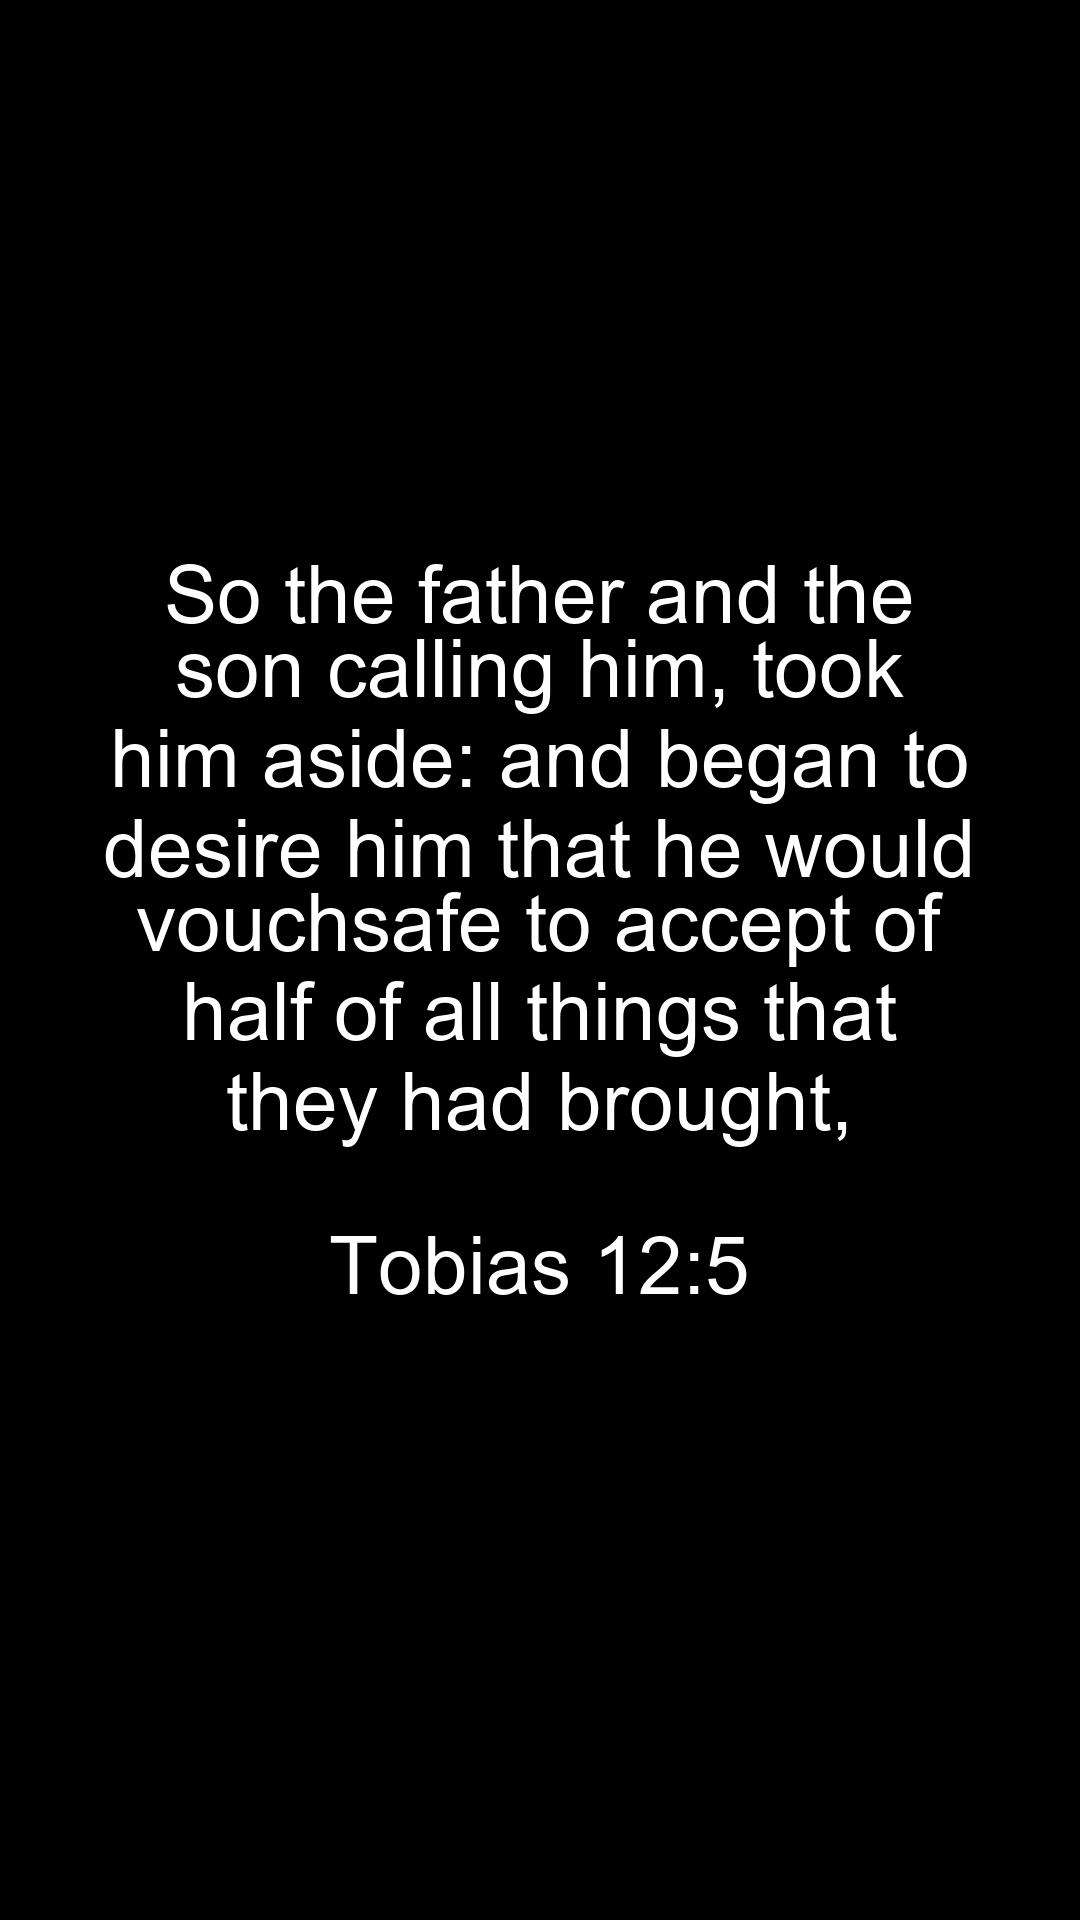 So the father and the
son calling him, took
him aside: and began to
desire him that he would
vouchsafe to accept of
half of all things that
they had brought,
Tobias 12:5